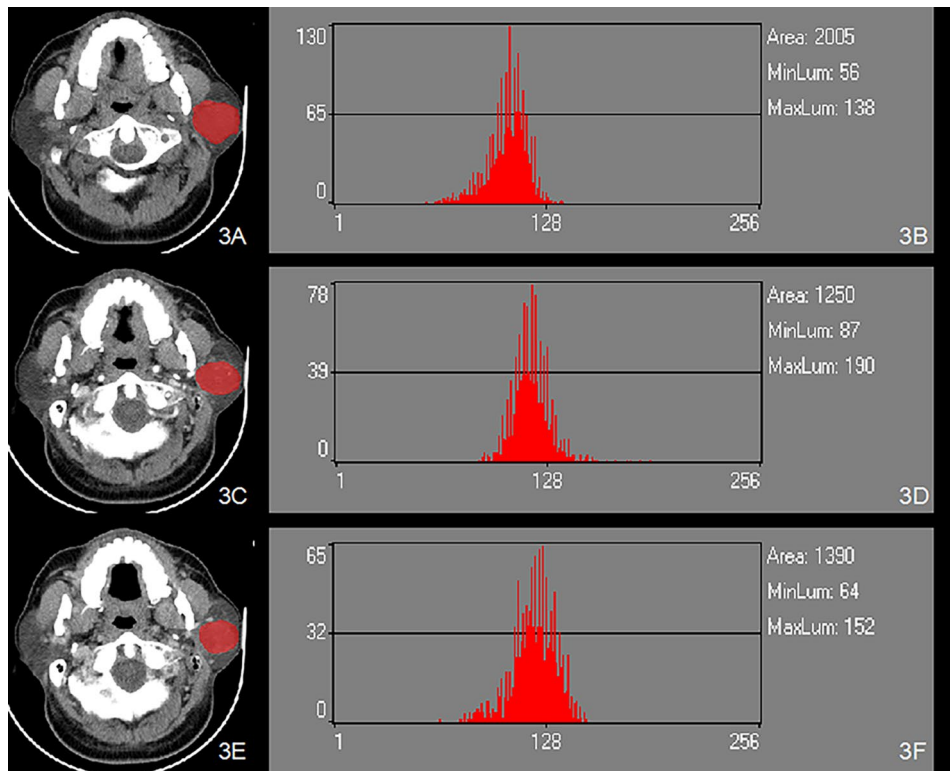 130
65
0
1 128 256
Area: 2005
MinLum: 56
MaxLum: 138
3A
3B
78
39
0
1 128 256
Area: 1250
MinLum: 87
MaxLum: 190
3C
3D
65
32
0
1 128 256
Area: 1390
MinLum: 64
MaxLum: 152
3E
3F